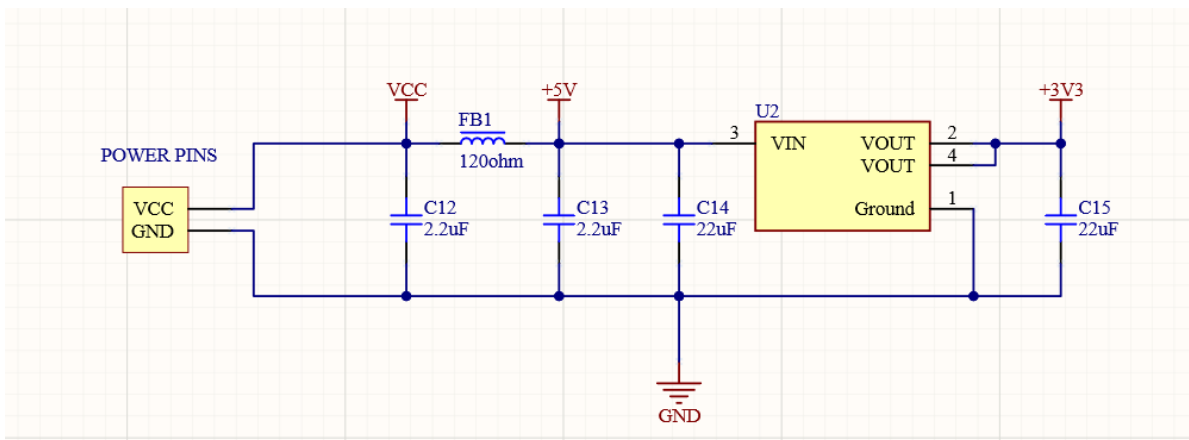 POWER PINS
VCC
GND
VCC
C12
2.2uF
FB1
120ohm
+5V
C13
2.2uF
C14
22uF
U2
3
VIN
VOUT
2
VOUT
4
Ground
1
+3V3
C15
22uF
GND